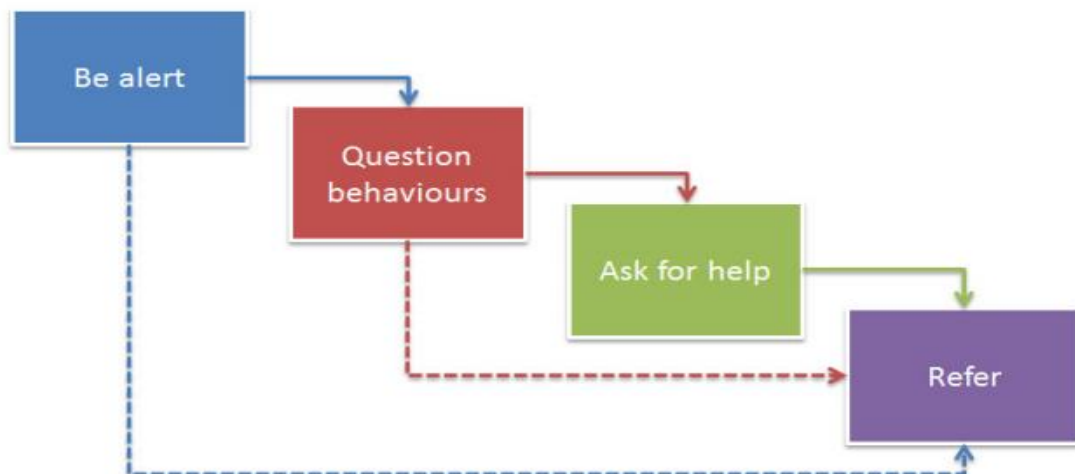 Be alert
Question
behaviours
Ask for help
Refer